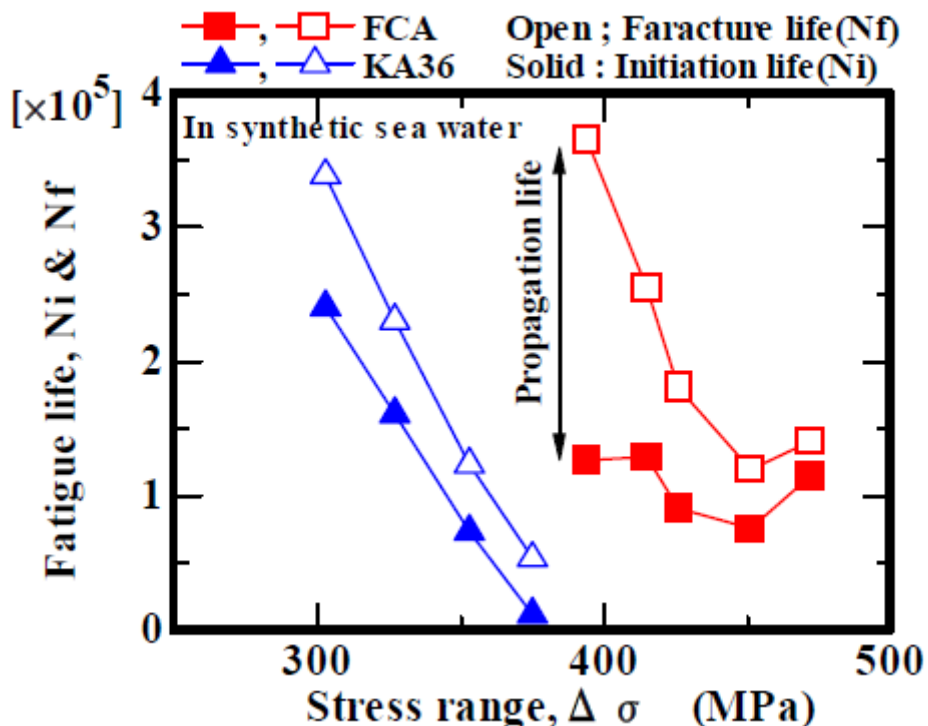 , FCA Open ; Faracture life(Nf)
, KA36 Solid : Initiation life(Ni)
[×10⁵]
In synthetic sea water
Propagation life
Fatigue life, Ni & Nf
4
3
2
1
0
300 400 500
Stress range, Δ σ (MPa)